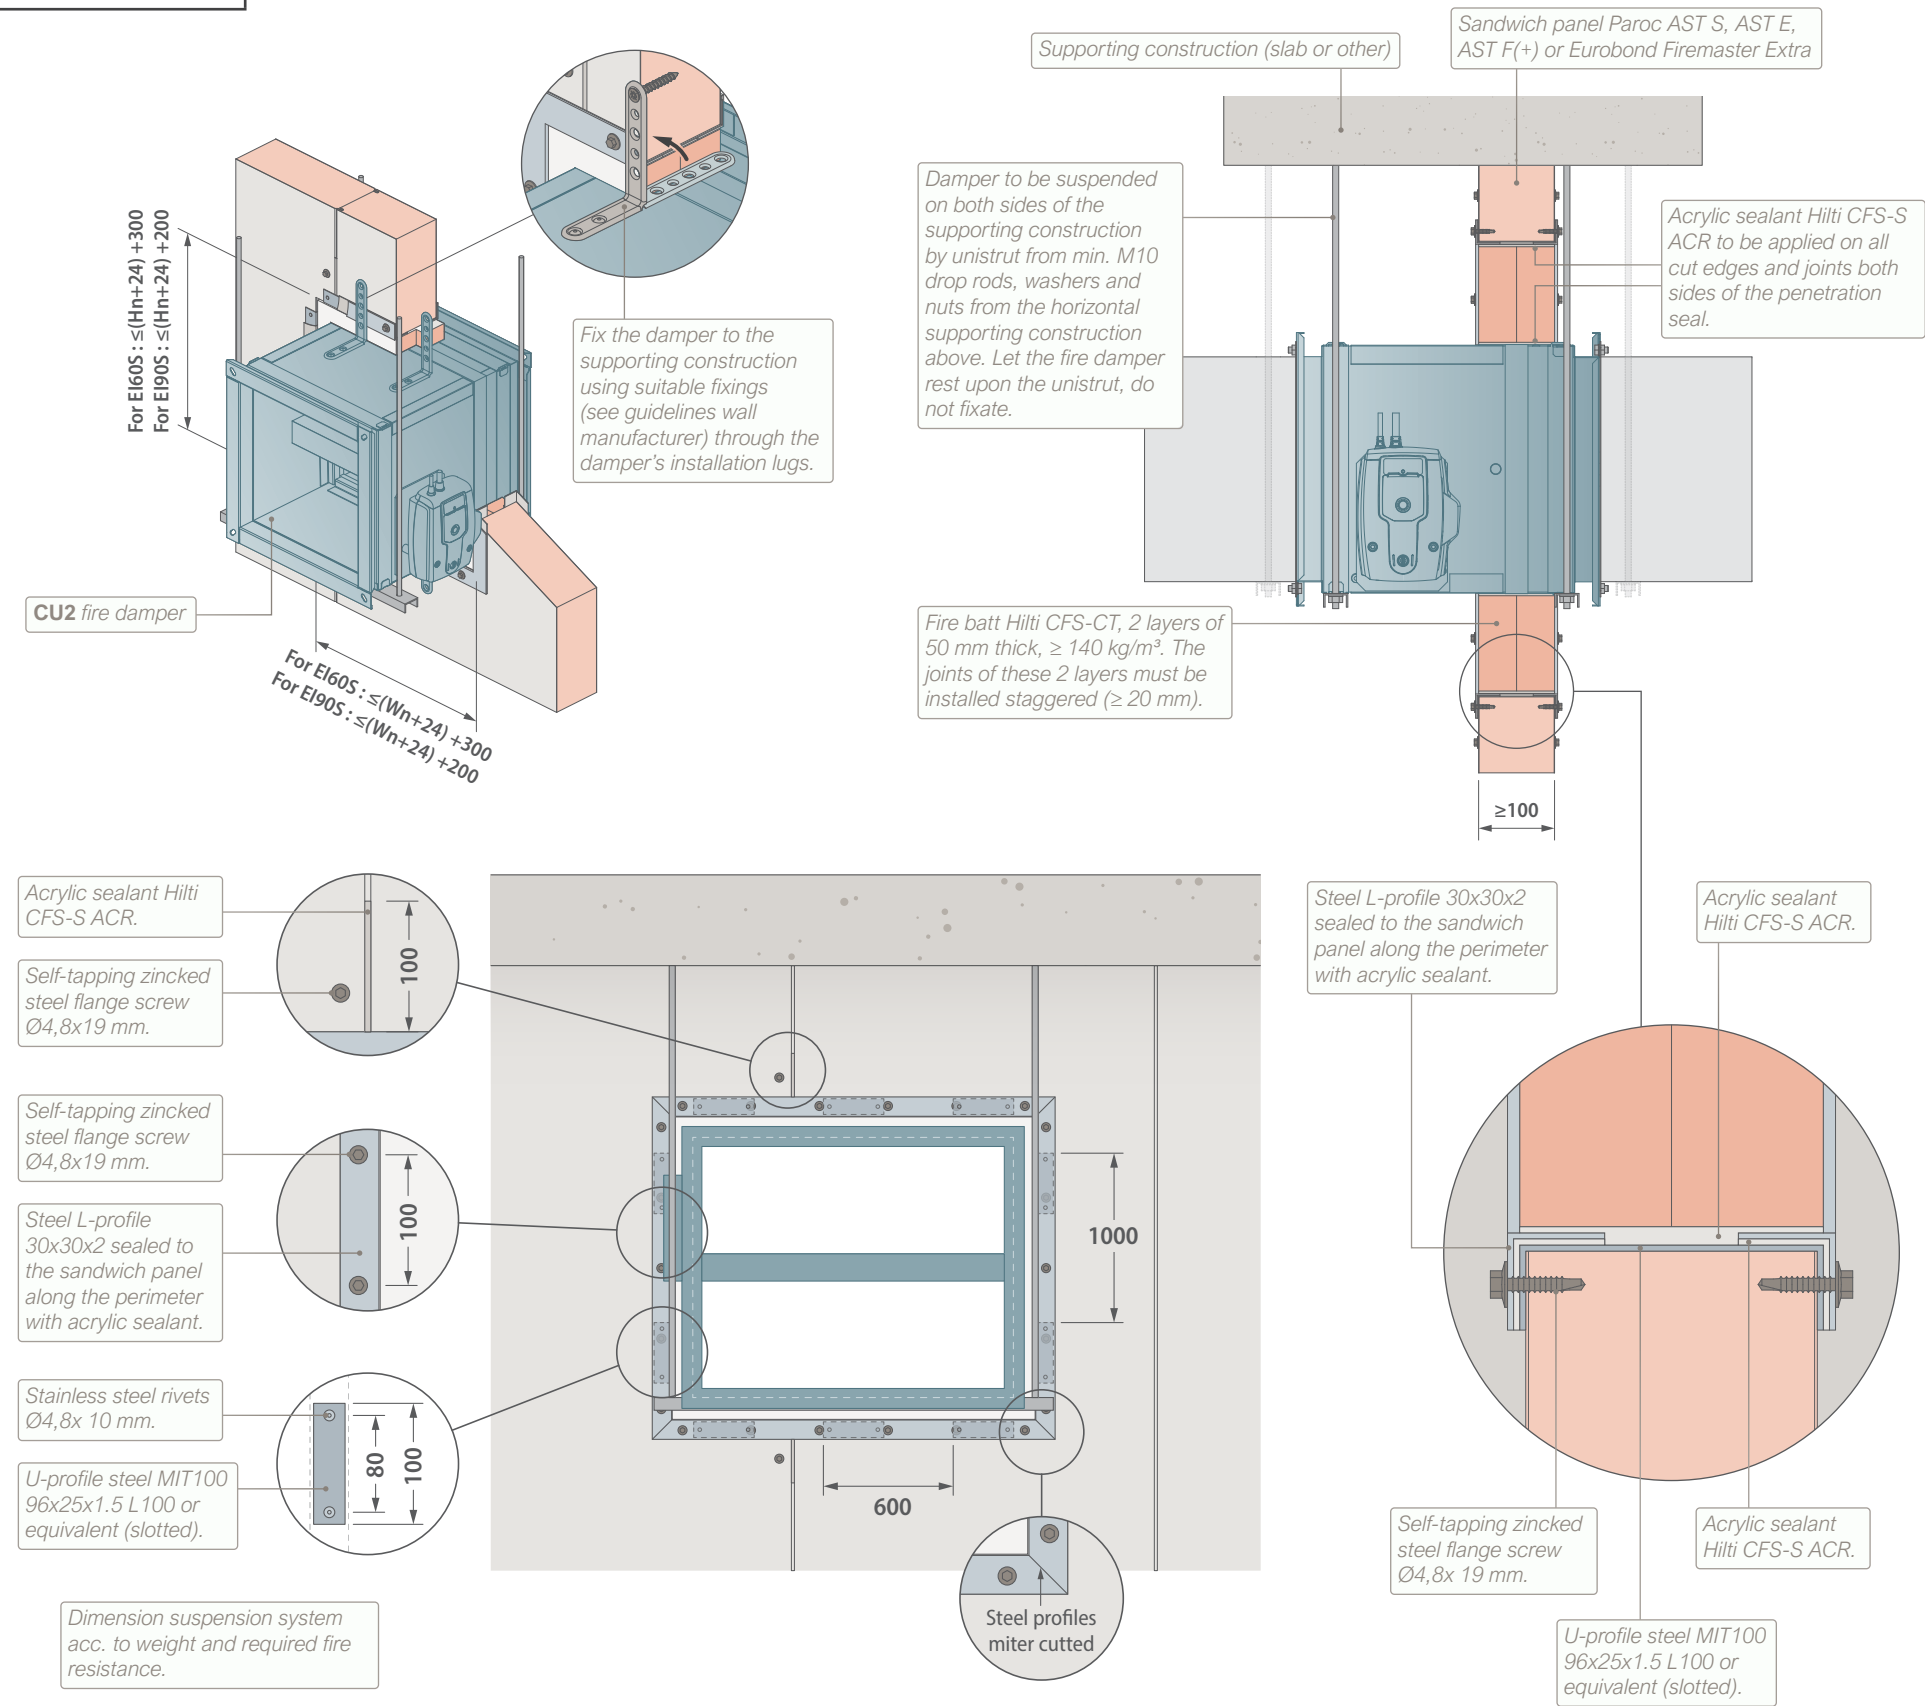 Supporting construction (slab or other)
Sandwich panel Paroc AST S, AST E,
AST F(+) or Eurobond Firemaster Extra
For EI60S : ≤(Hn+24) +300
For EI90S : ≤(Hn+24) +200
Damper to be suspended
on both sides of the
supporting construction
by unistrut from min. M10
drop rods, washers and
nuts from the horizontal
supporting construction
above. Let the fire damper
rest upon the unistrut, do
not fixate.
Acrylic sealant Hilti CFS-S
ACR to be applied on all
cut edges and joints both
sides of the penetration
seal.
Fix the damper to the
supporting construction
using suitable fixings
(see guidelines wall
manufacturer) through the
damper's installation lugs.
CU2 fire damper
For EI60S : ≤(Wn+24) +300
For EI90S : ≤(Wn+24) +200
Fire batt Hilti CFS-CT, 2 layers of
50 mm thick, ≥ 140 kg/m³. The
joints of these 2 layers must be
installed staggered (≥ 20 mm).
≥100
Acrylic sealant Hilti
CFS-S ACR.
100
Self-tapping zincked
steel flange screw
Ø4,8x19 mm.
Self-tapping zincked
steel flange screw
Ø4,8x19 mm.
100
Steel L-profile
30x30x2 sealed to
the sandwich panel
along the perimeter
with acrylic sealant.
Stainless steel rivets
Ø4,8x 10 mm.
80
100
U-profile steel MIT100
96x25x1.5 L100 or
equivalent (slotted).
Dimension suspension system
acc. to weight and required fire
resistance.
1000
600
Steel profiles
miter cutted
Steel L-profile 30x30x2
sealed to the sandwich
panel along the perimeter
with acrylic sealant.
Acrylic sealant
Hilti CFS-S ACR.
Self-tapping zincked
steel flange screw
Ø4,8x 19 mm.
Acrylic sealant
Hilti CFS-S ACR.
U-profile steel MIT100
96x25x1.5 L100 or
equivalent (slotted).